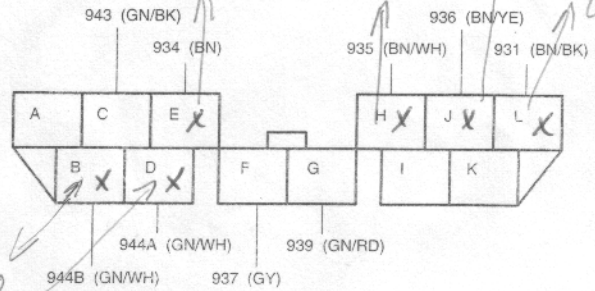 943 (GN/BK)
936 (BN/YE)
934 (BN)
935 (BN/WH)
931 (BN/BK)
A
C
E
H
J
L
B
D
F
G
I
K
944A (GN/WH)
939 (GN/RD)
944B (GN/WH)
937 (GY)